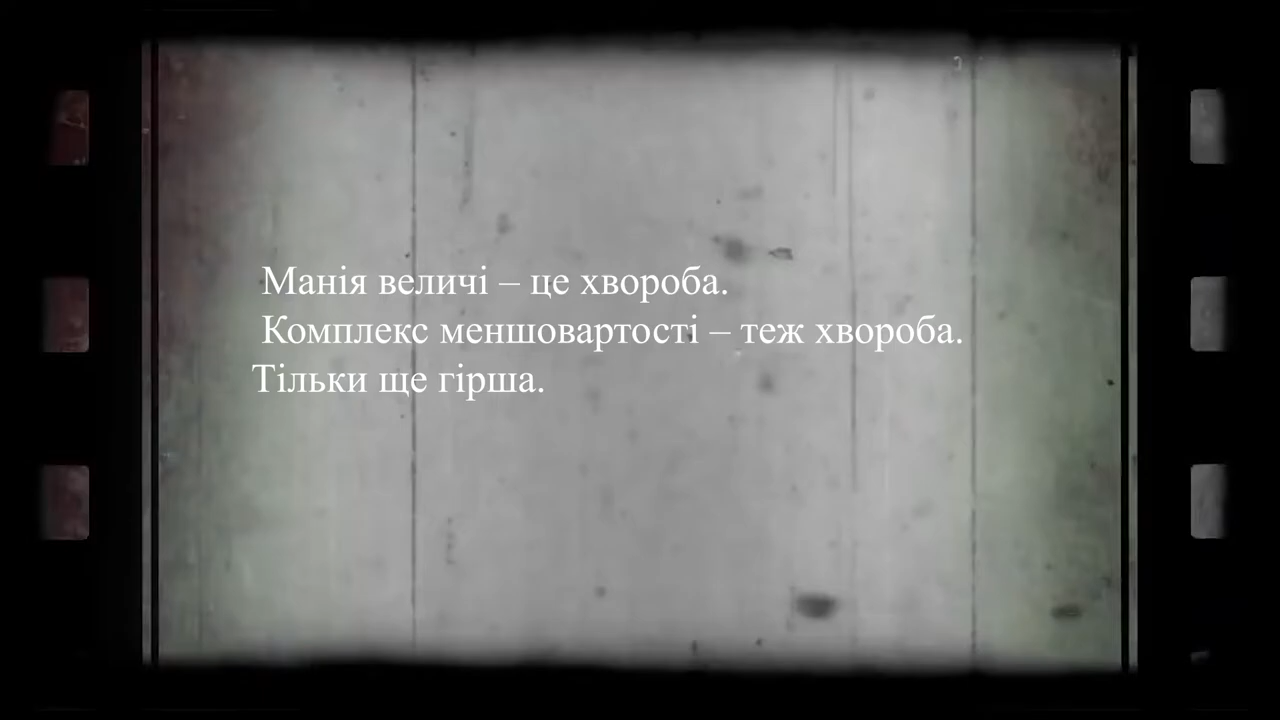 Манія величі – це хвороба.
Комплекс меншовартості – теж хвороба.
Тільки ще гірша.